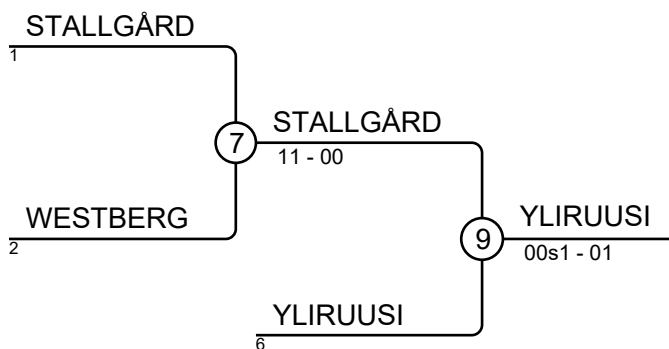 STALLGÅRD
1
7
STALLGÅRD
11 - 00
WESTBERG
2
9
YLIRUUSI
00s1 - 01
YLIRUUSI
6